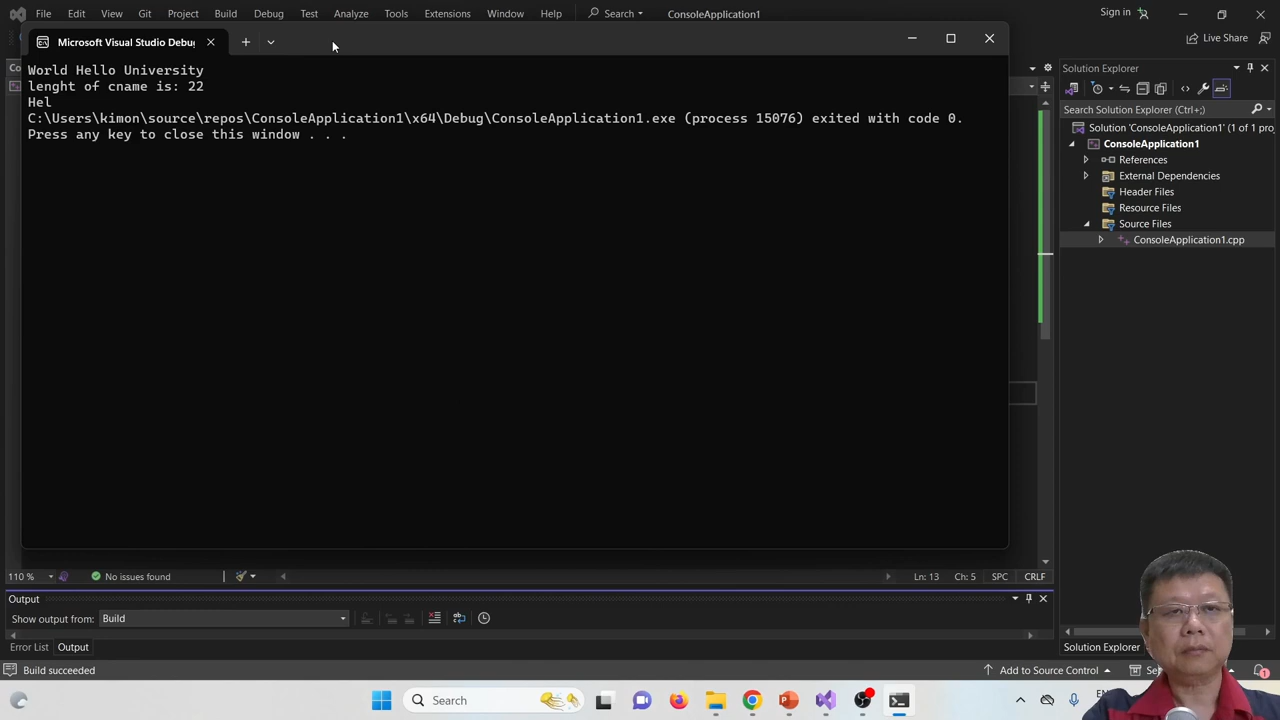 File Edit View Git Project Build Debug Test Analyze Tools Extensions Window Help Search ConsoleApplication1 Sign in
Live Share
Microsoft Visual Studio Debug
World Hello University
lenght of cname is: 22
Hel
C:\Users\kimon\source\repos\ConsoleApplication1\x64\Debug\ConsoleApplication1.exe (process 15076) exited with code 0.
Press any key to close this window . . .
Solution Explorer
Search Solution Explorer (Ctrl+;)
Solution 'ConsoleApplication1' (1 of 1 proj
ConsoleApplication1
References
External Dependencies
Header Files
Resource Files
Source Files
ConsoleApplication1.cpp
110 % No issues found Ln: 13 Ch: 5 SPC CRLF
Output
Show output from: Build
Error List Output
Solution Explorer
Build succeeded
Add to Source Control
Search